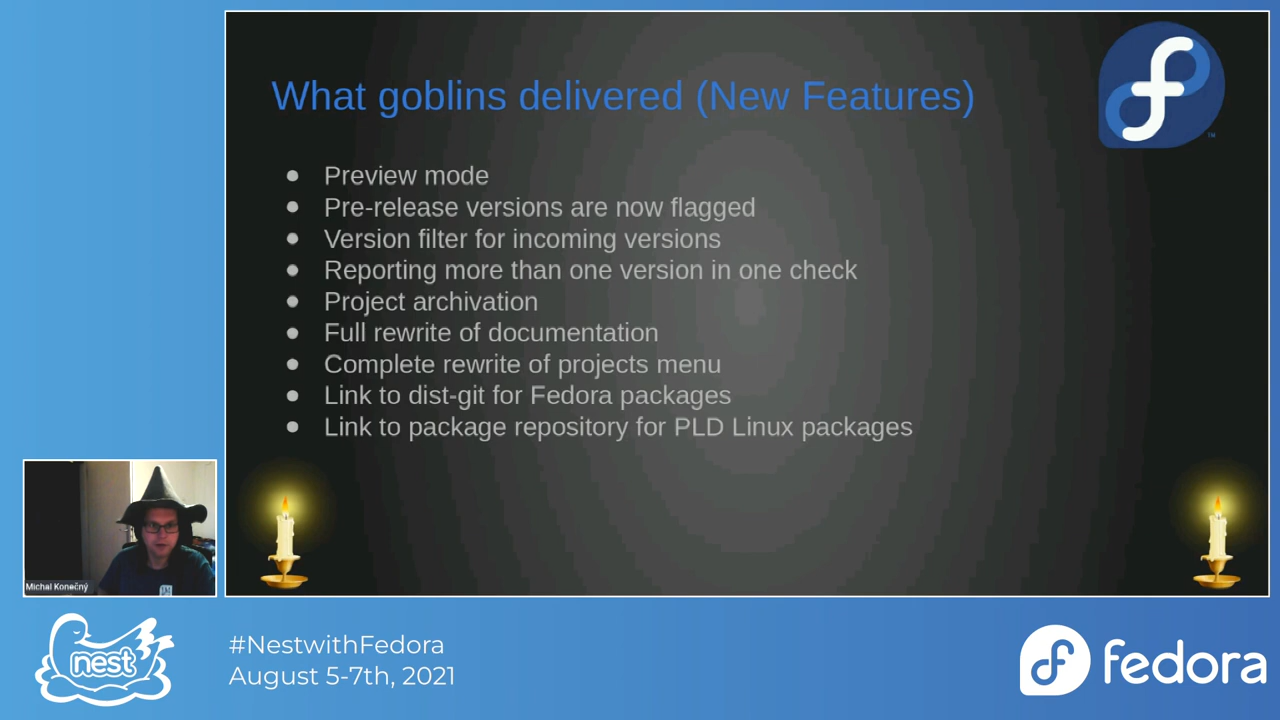 What goblins delivered (New Features)
Preview mode
Pre-release versions are now flagged
Version filter for incoming versions
Reporting more than one version in one check
Project archivation
Full rewrite of documentation
Complete rewrite of projects menu
Link to dist-git for Fedora packages
Link to package repository for PLD Linux packages
Michal Konečný
nest
#NestwithFedora
August 5-7th, 2021
fedora